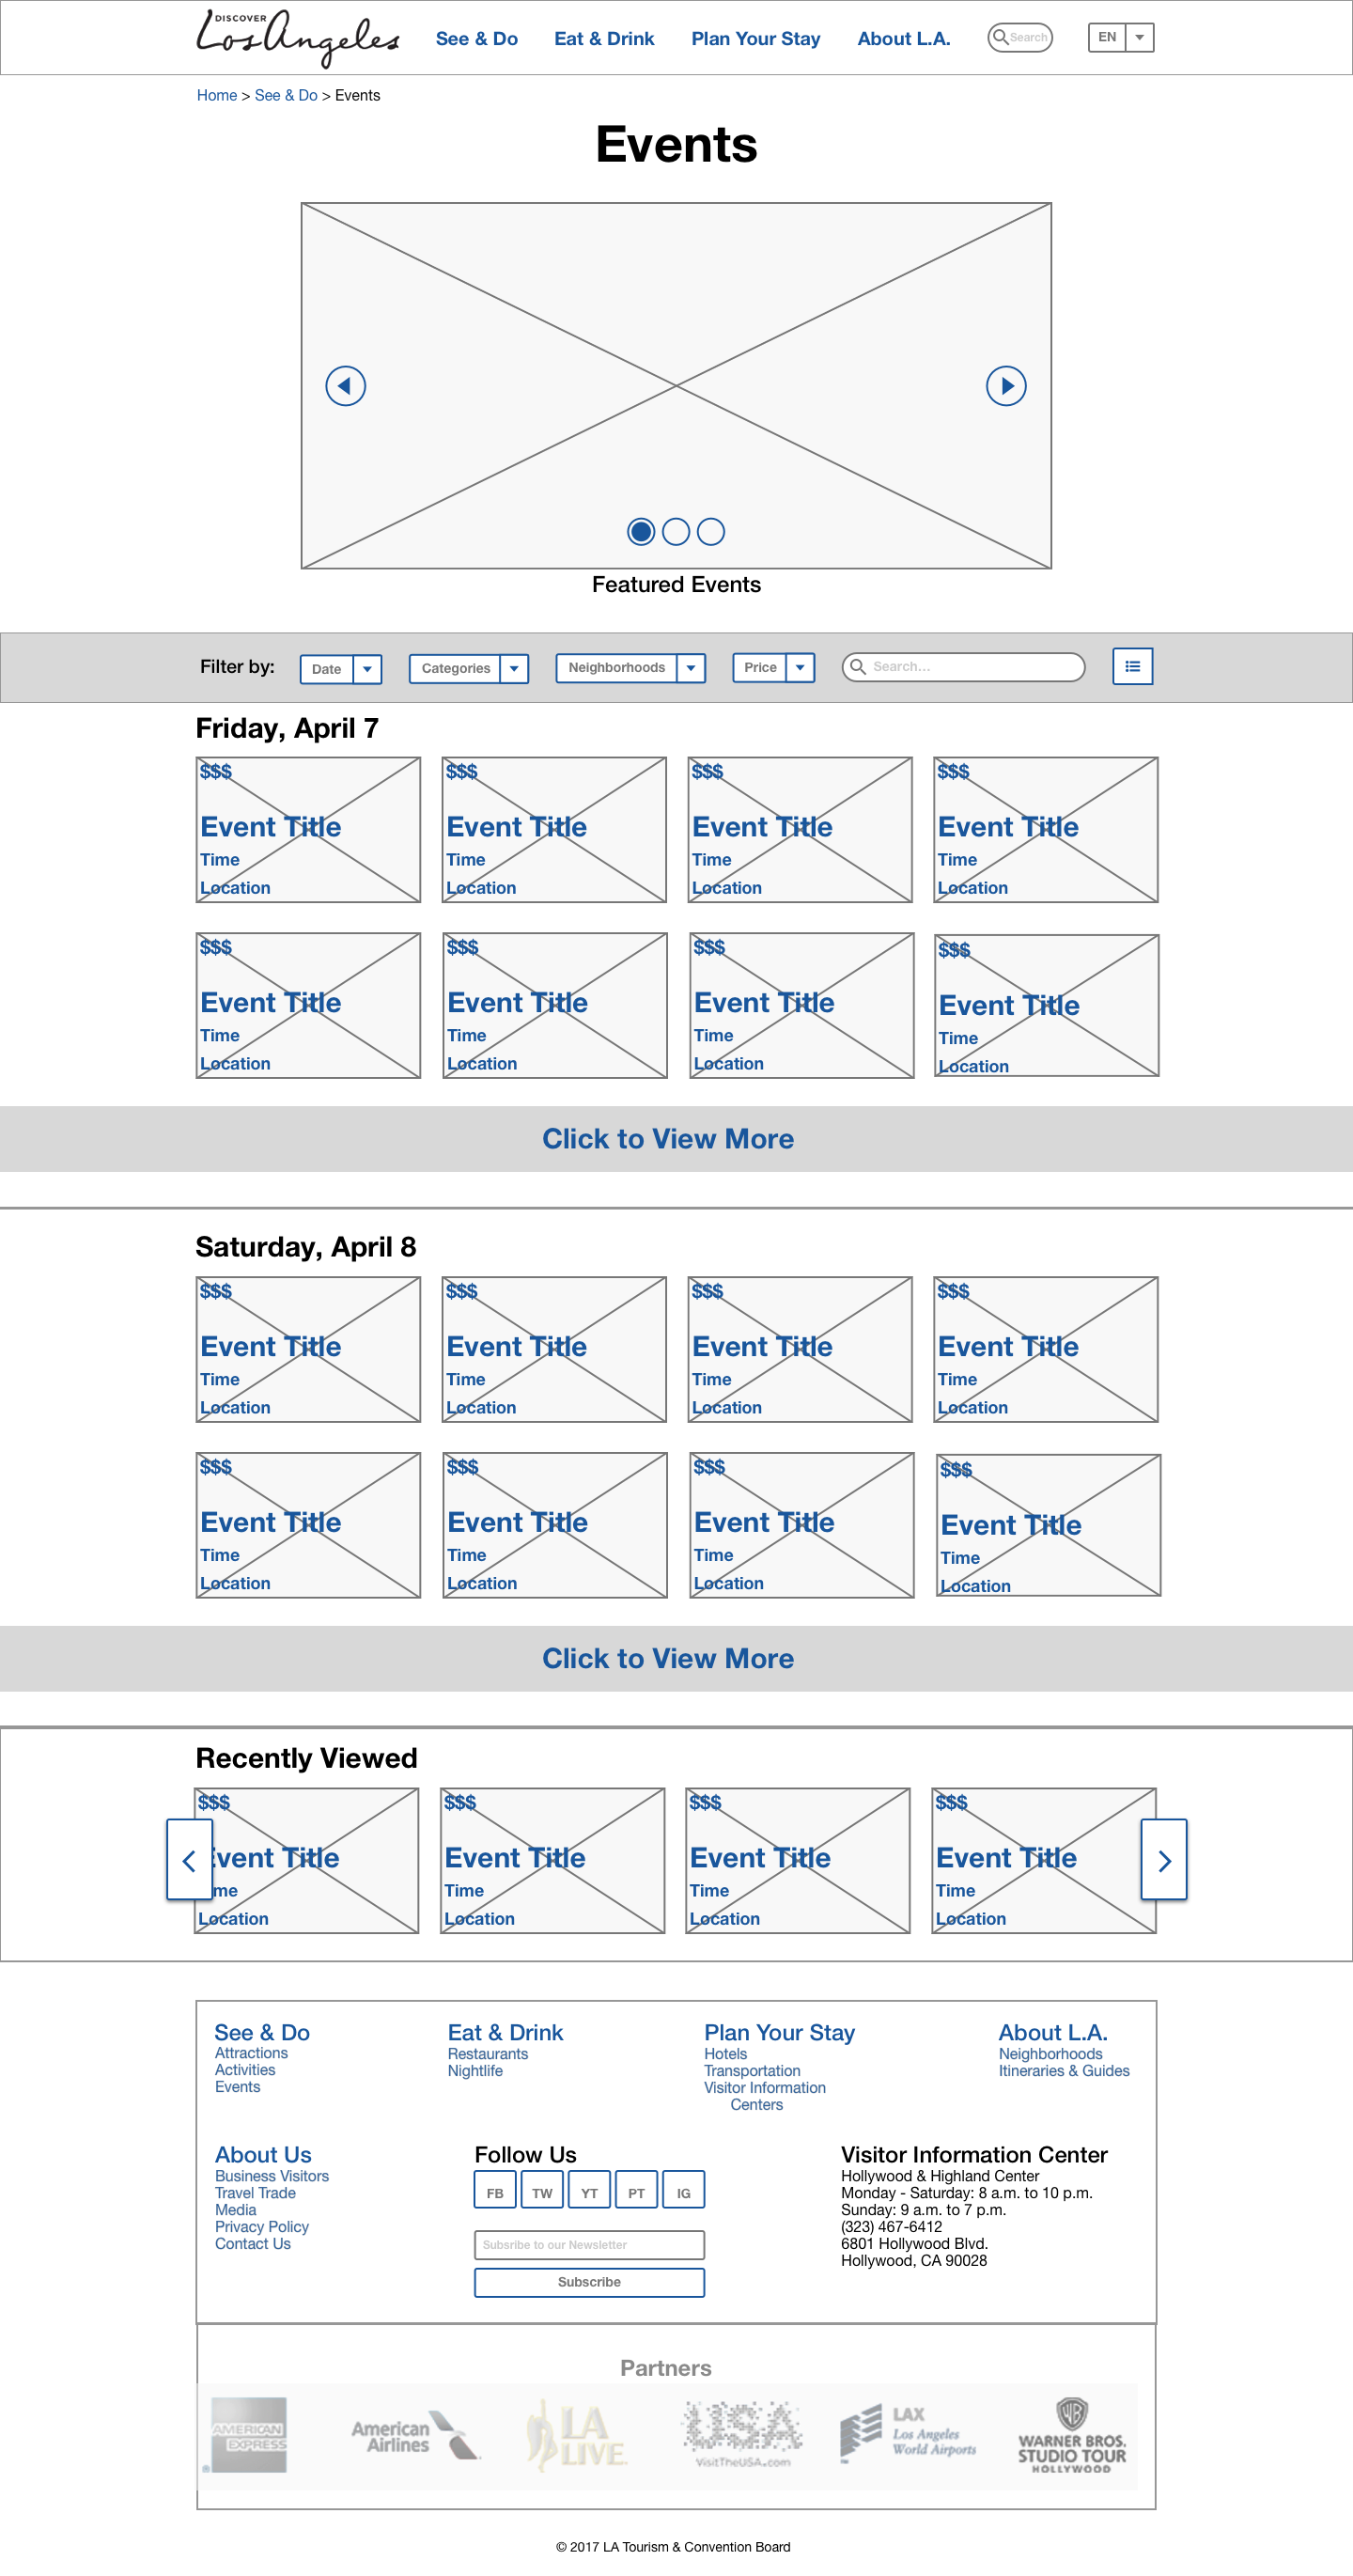 DISCOVER
Los Angeles
See & Do Eat & Drink Plan Your Stay About L.A. Search EN
Home > See & Do > Events
Events
Featured Events
Filter by: Date Categories Neighborhoods Price Search...
Friday, April 7
$$$ $$$ $$$ $$$
Event Title Event Title Event Title Event Title
Time Time Time Time
Location Location Location Location
$$$ $$$ $$$ $$$
Event Title Event Title Event Title Event Title
Time Time Time Time
Location Location Location Location
Click to View More
Saturday, April 8
$$$ $$$ $$$ $$$
Event Title Event Title Event Title Event Title
Time Time Time Time
Location Location Location Location
$$$ $$$ $$$ $$$
Event Title Event Title Event Title Event Title
Time Time Time Time
Location Location Location Location
Click to View More
Recently Viewed
$$$ $$$ $$$ $$$
Event Title Event Title Event Title Event Title
me Time Time Time
Location Location Location Location
See & Do
Attractions
Activities
Events
Eat & Drink
Restaurants
Nightlife
Plan Your Stay
Hotels
Transportation
Visitor Information
Centers
About L.A.
Neighborhoods
Itineraries & Guides
About Us
Business Visitors
Travel Trade
Media
Privacy Policy
Contact Us
Follow Us
FB TW YT PT IG
Subsribe to our Newsletter
Subscribe
Visitor Information Center
Hollywood & Highland Center
Monday - Saturday: 8 a.m. to 10 p.m.
Sunday: 9 a.m. to 7 p.m.
(323) 467-6412
6801 Hollywood Blvd.
Hollywood, CA 90028
Partners
AMERICAN
EXPRESS
American
Airlines
LA
LIVE
USA
VisitTheUSA.com
LAX
Los Angeles
World Airports
WB
WARNER BROS.
STUDIO TOUR
HOLLYWOOD
© 2017 LA Tourism & Convention Board